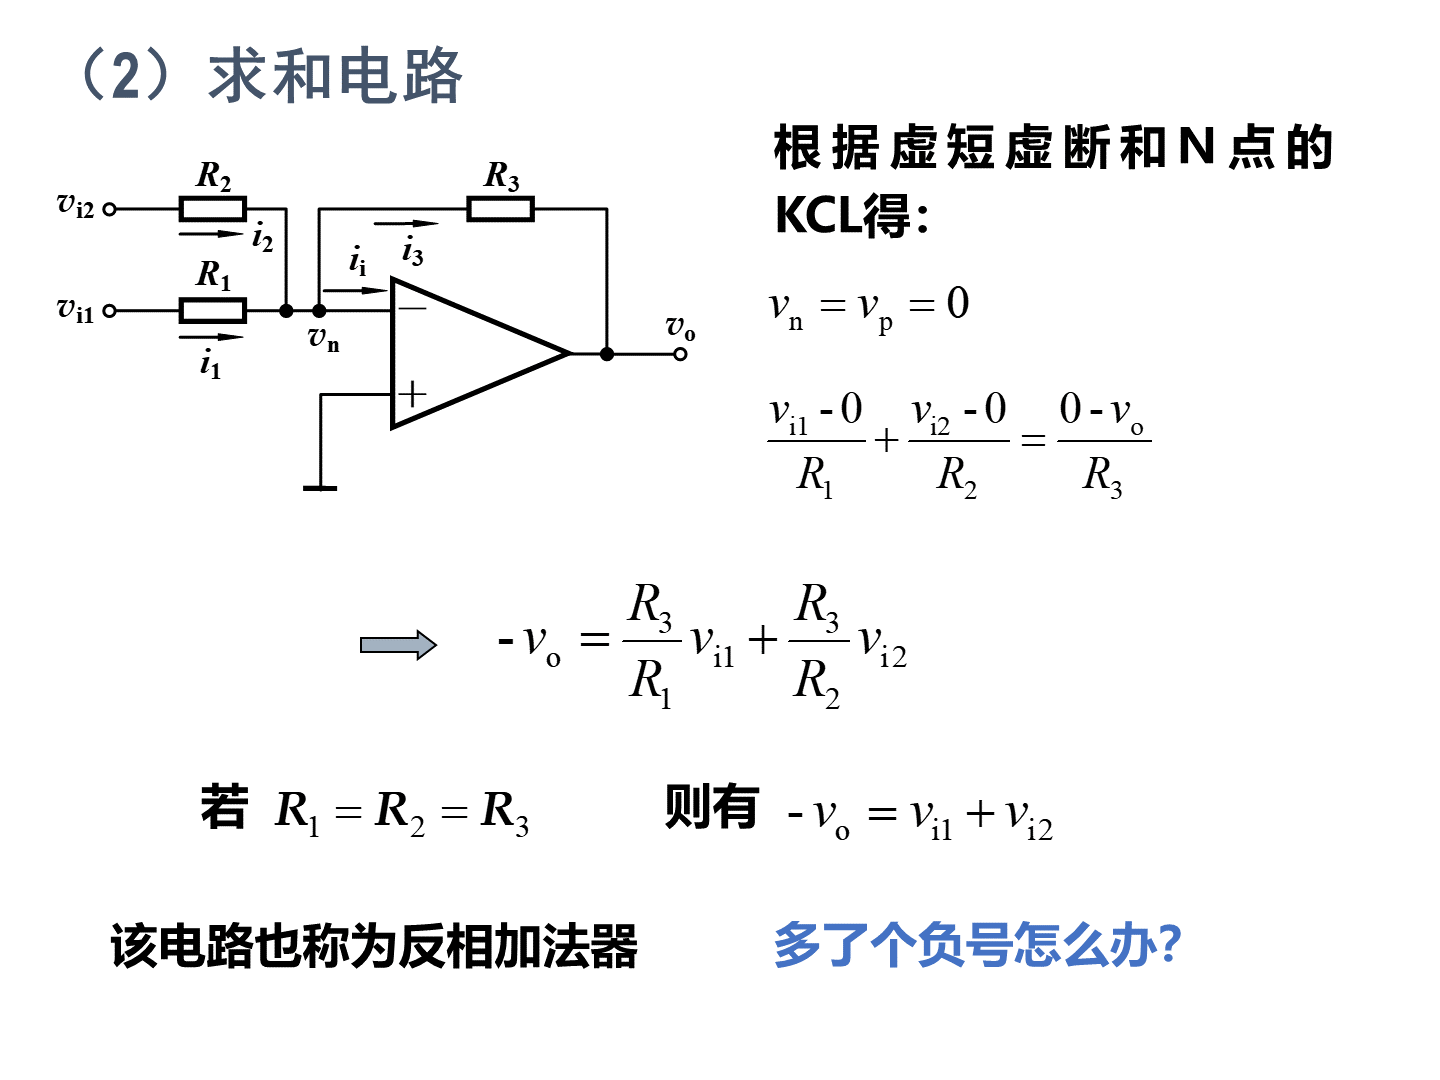 （2）求和电路
根据虚短虚断和N点的
KCL得：
R2
R3
vi2
i2
i3
ii
R1
vi1
vn
i1
vo
−
+
vn = vp = 0
(vi1 - 0)/R1 + (vi2 - 0)/R2 = (0 - vo)/R3
- vo = R3/R1 vi1 + R3/R2 vi2
若 R1 = R2 = R3 则有 - vo = vi1 + vi2
该电路也称为反相加法器 多了个负号怎么办？